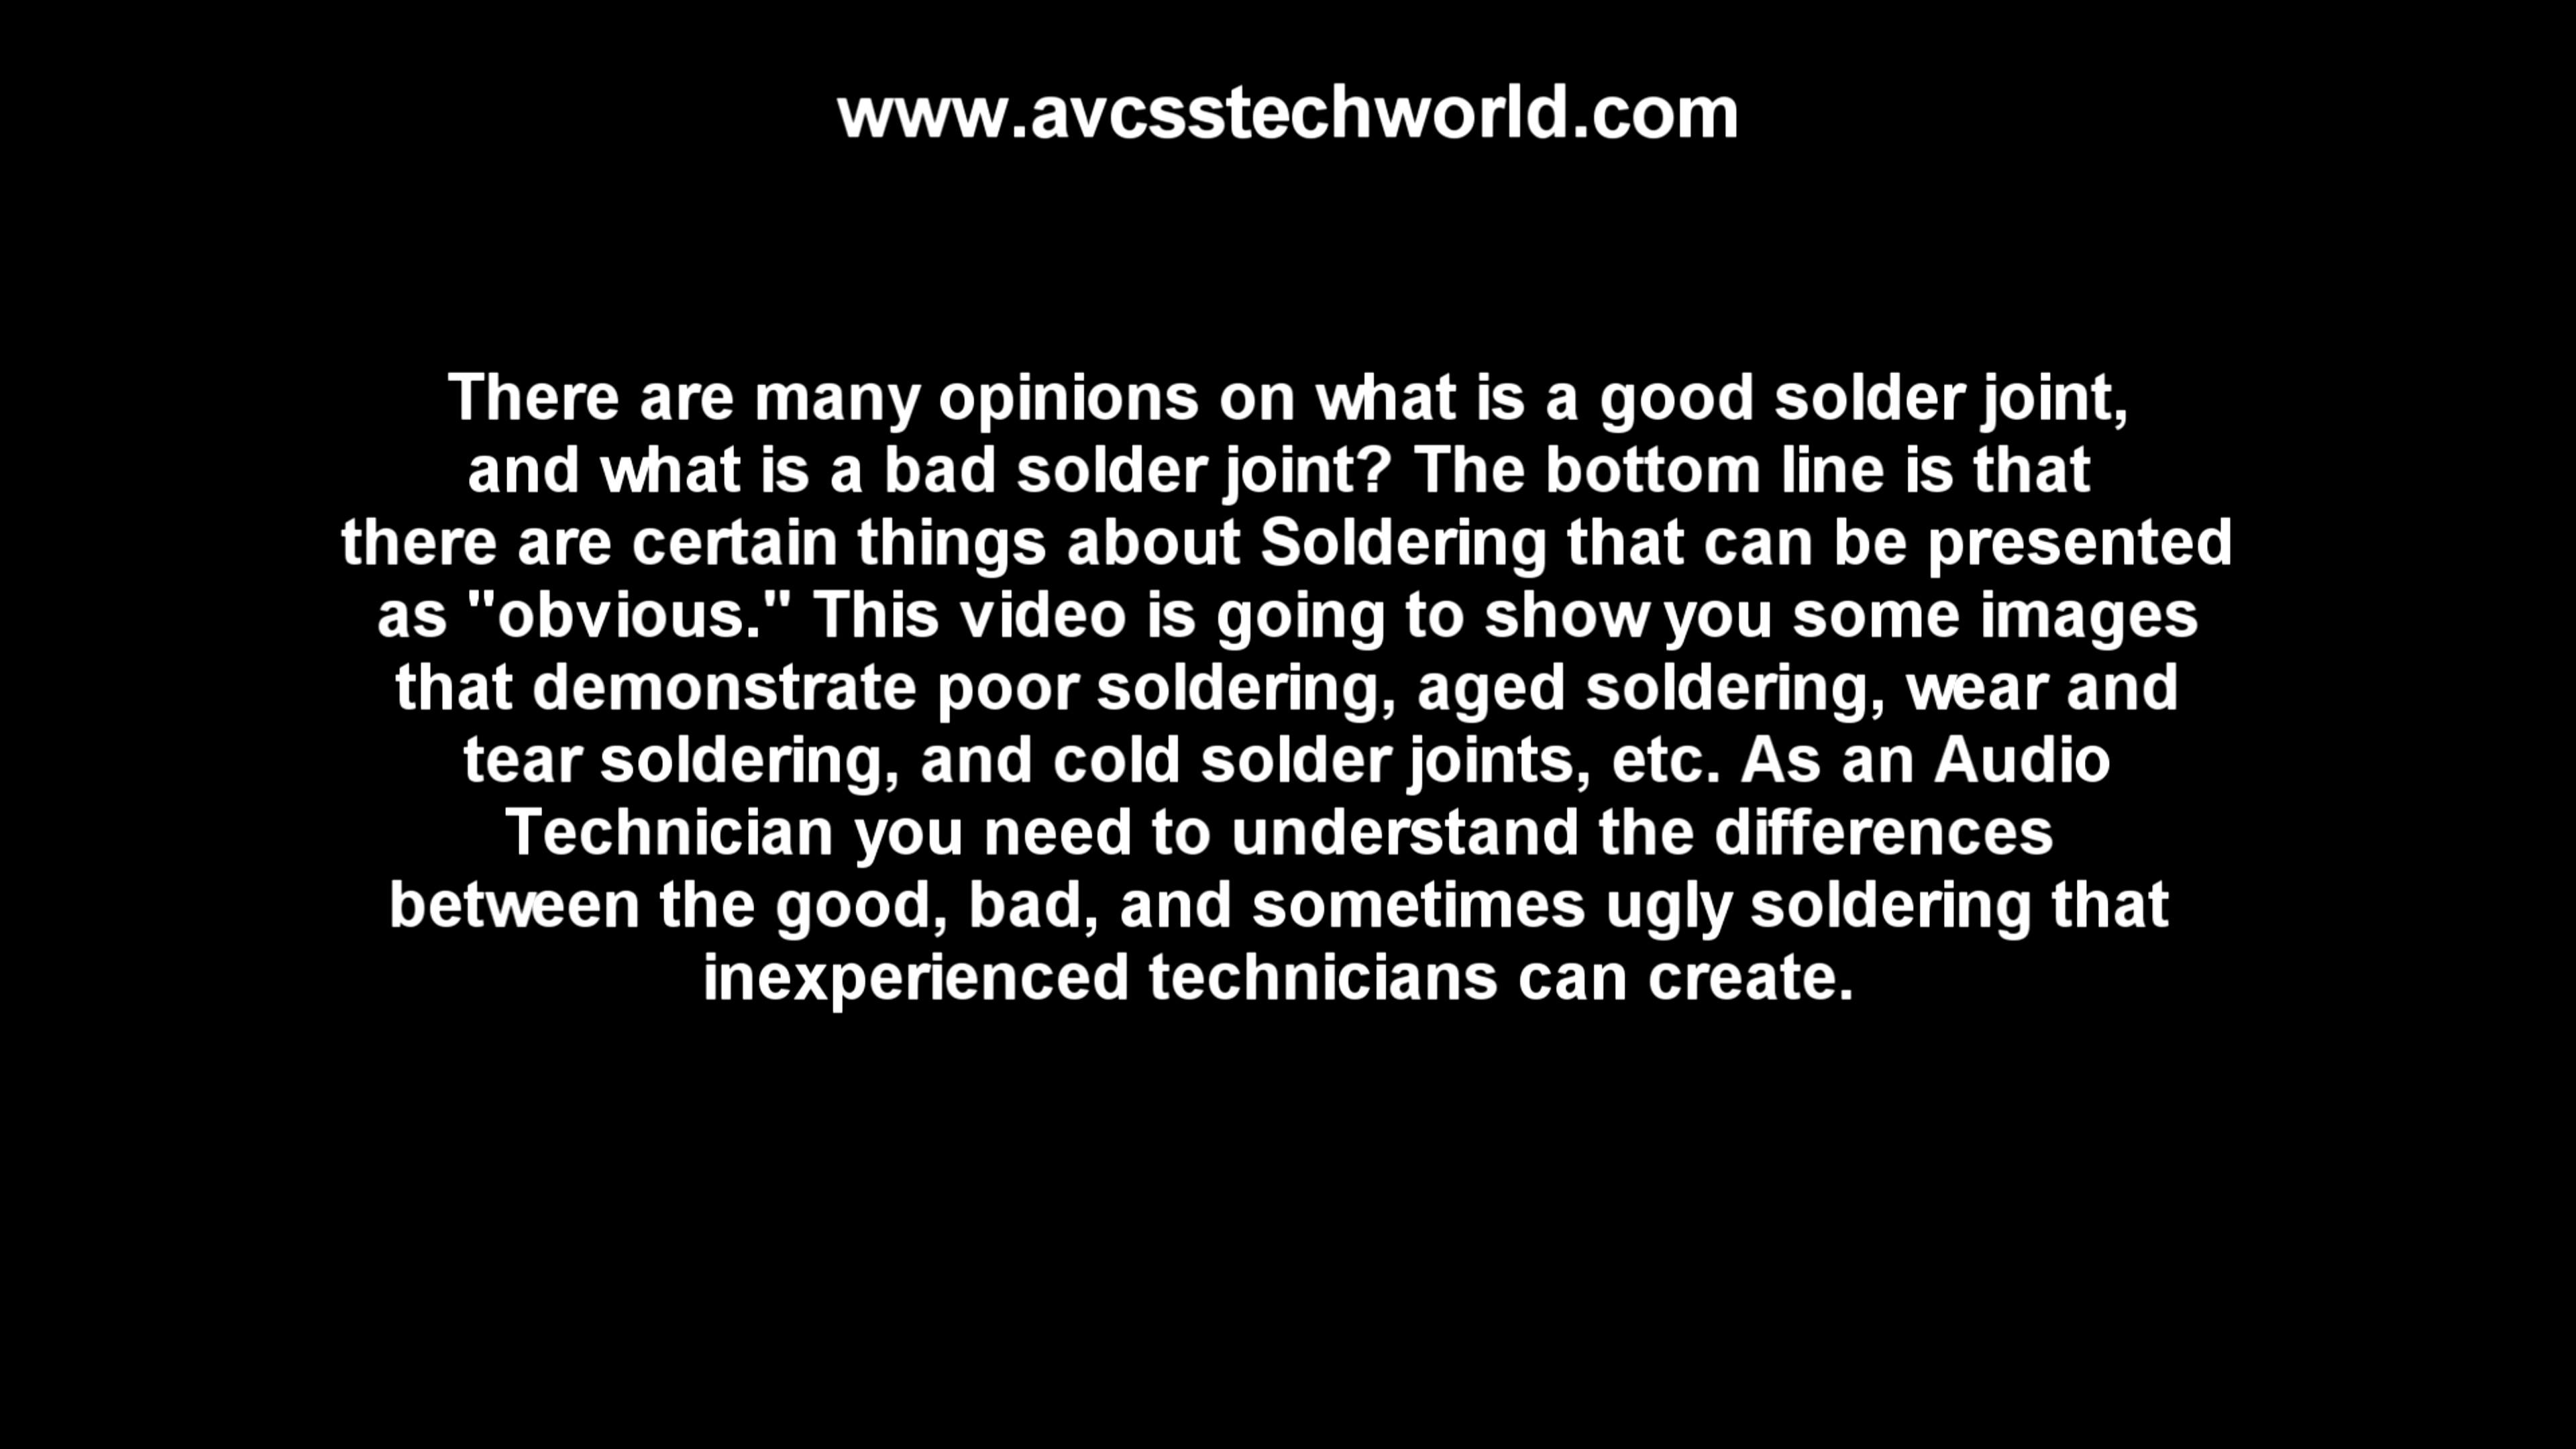 www.avcsstechworld.com
There are many opinions on what is a good solder joint,
and what is a bad solder joint? The bottom line is that
there are certain things about Soldering that can be presented
as "obvious." This video is going to show you some images
that demonstrate poor soldering, aged soldering, wear and
tear soldering, and cold solder joints, etc. As an Audio
Technician you need to understand the differences
between the good, bad, and sometimes ugly soldering that
inexperienced technicians can create.